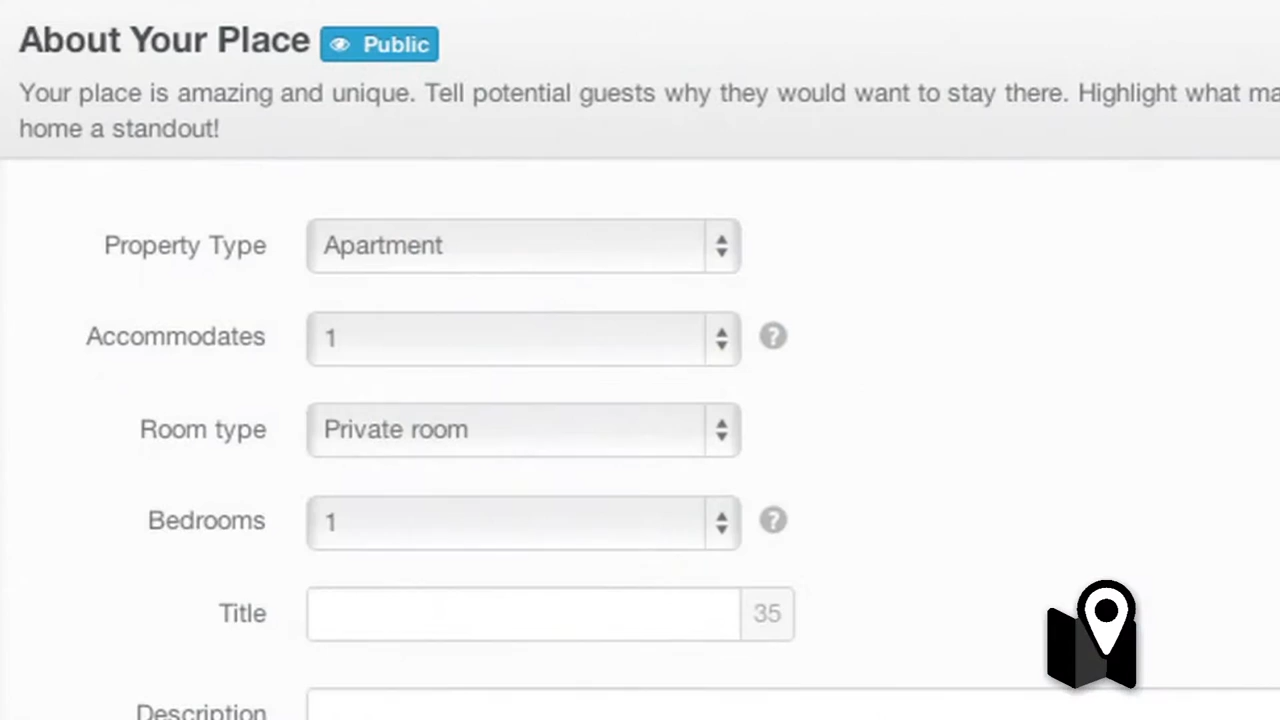 About Your Place Public
Your place is amazing and unique. Tell potential guests why they would want to stay there. Highlight what
home a standout!
Property Type Apartment
Accommodates 1 ?
Room type Private room
Bedrooms 1 ?
Title 35
Description